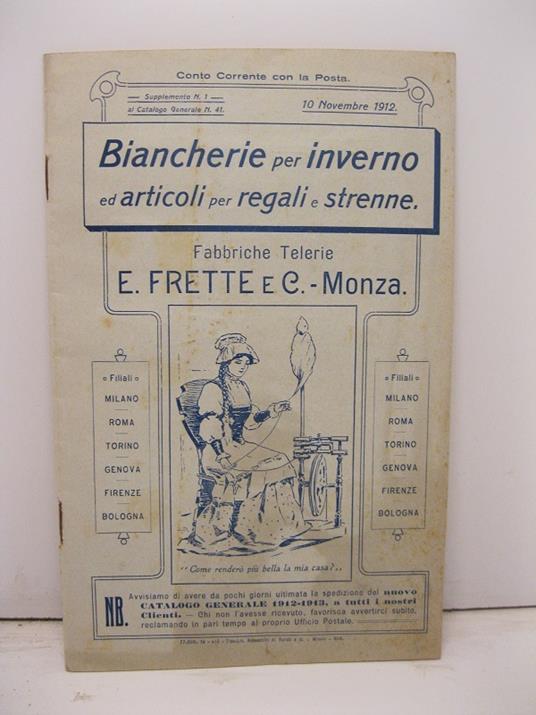 Conto Corrente con la Posta.
Supplemento N. 1
al Catalogo Generale N. 41.
10 Novembre 1912.
Biancherie per inverno
ed articoli per regali e strenne.
Fabbriche Telerie
E. FRETTE E C. - Monza.
Filiali
MILANO
ROMA
TORINO
GENOVA
FIRENZE
BOLOGNA
Filiali
MILANO
ROMA
TORINO
GENOVA
FIRENZE
BOLOGNA
"Come renderò più bella la mia casa?"..
NB. Avvisiamo di avere da pochi giorni ultimata la spedizione del nuovo
CATALOGO GENERALE 1912-1913, a tutti i nostri
Clienti. — Chi non l'avesse ricevuto, favorisca avvertirci subito,
reclamando in pari tempo al proprio Ufficio Postale.